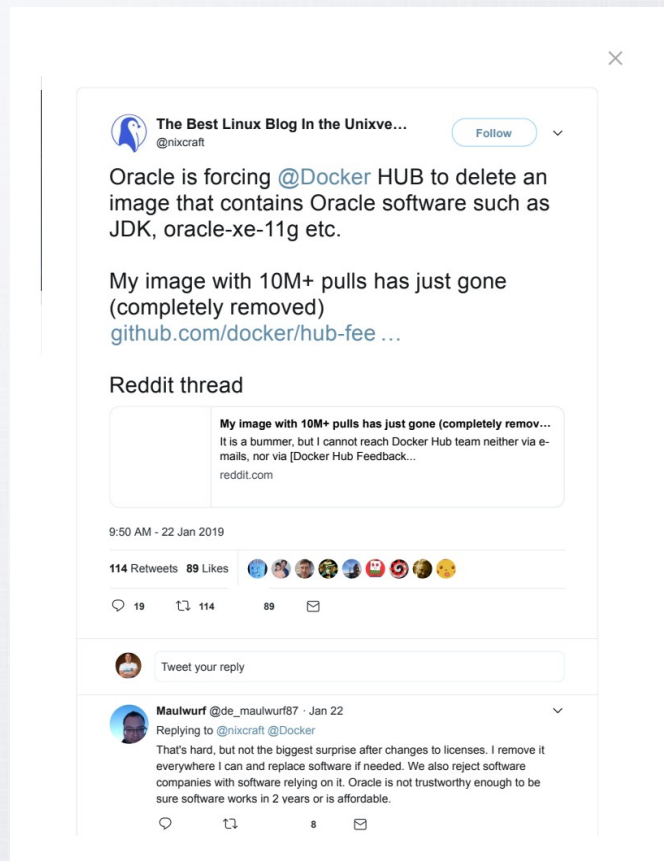 The Best Linux Blog In the Unixve...
@nixcraft
Follow
Oracle is forcing @Docker HUB to delete an
image that contains Oracle software such as
JDK, oracle-xe-11g etc.
My image with 10M+ pulls has just gone
(completely removed)
github.com/docker/hub-fee ...
Reddit thread
My image with 10M+ pulls has just gone (completely remov...
It is a bummer, but I cannot reach Docker Hub team neither via e-
mails, nor via [Docker Hub Feedback...
reddit.com
9:50 AM - 22 Jan 2019
114 Retweets 89 Likes
19 114 89
Tweet your reply
Maulwurf @de_maulwurf87 · Jan 22
Replying to @nixcraft @Docker
That's hard, but not the biggest surprise after changes to licenses. I remove it
everywhere I can and replace software if needed. We also reject software
companies with software relying on it. Oracle is not trustworthy enough to be
sure software works in 2 years or is affordable.
8